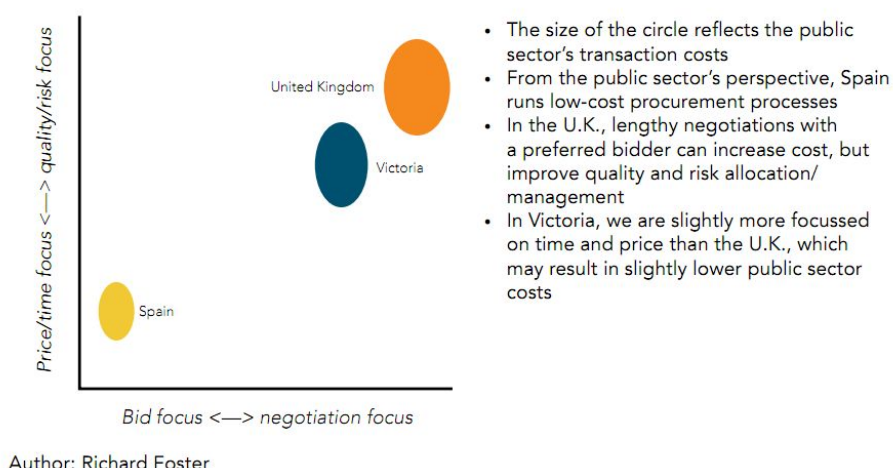 Price/time focus <—> quality/risk focus
United Kingdom
Victoria
Spain
Bid focus <—> negotiation focus
• The size of the circle reflects the public
sector's transaction costs
• From the public sector's perspective, Spain
runs low-cost procurement processes
• In the U.K., lengthy negotiations with
a preferred bidder can increase cost, but
improve quality and risk allocation/
management
• In Victoria, we are slightly more focussed
on time and price than the U.K., which
may result in slightly lower public sector
costs
Author: Richard Foster